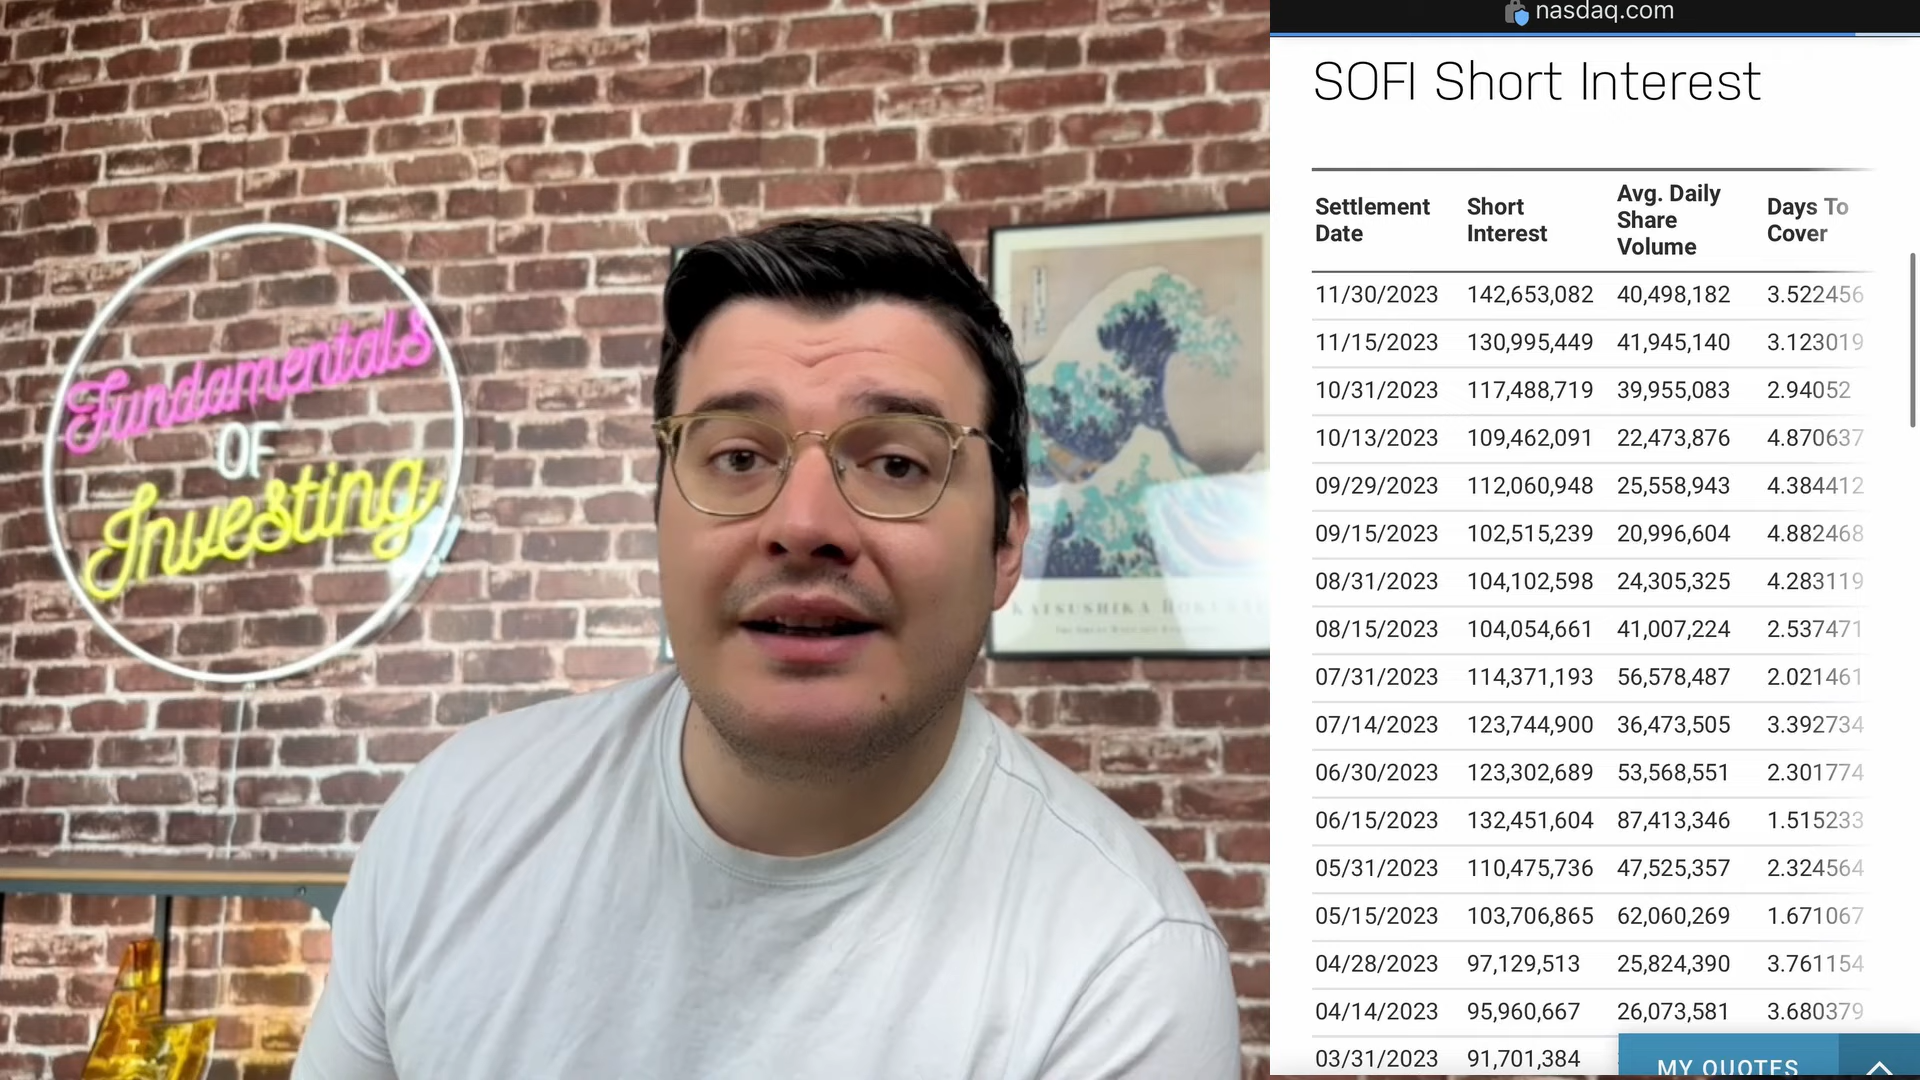 Fundamentals
OF
Investing
KATSUSHIKA
nasdaq.com
SOFI Short Interest
Settlement Date Short Interest Avg. Daily Share Volume Days To Cover
11/30/2023 142,653,082 40,498,182 3.522456
11/15/2023 130,995,449 41,945,140 3.123019
10/31/2023 117,488,719 39,955,083 2.94052
10/13/2023 109,462,091 22,473,876 4.870637
09/29/2023 112,060,948 25,558,943 4.384412
09/15/2023 102,515,239 20,996,604 4.882468
08/31/2023 104,102,598 24,305,325 4.283119
08/15/2023 104,054,661 41,007,224 2.537471
07/31/2023 114,371,193 56,578,487 2.021461
07/14/2023 123,744,900 36,473,505 3.392734
06/30/2023 123,302,689 53,568,551 2.301774
06/15/2023 132,451,604 87,413,346 1.515233
05/31/2023 110,475,736 47,525,357 2.324564
05/15/2023 103,706,865 62,060,269 1.671067
04/28/2023 97,129,513 25,824,390 3.761154
04/14/2023 95,960,667 26,073,581 3.680379
03/31/2023 91,701,384
MY QUOTES